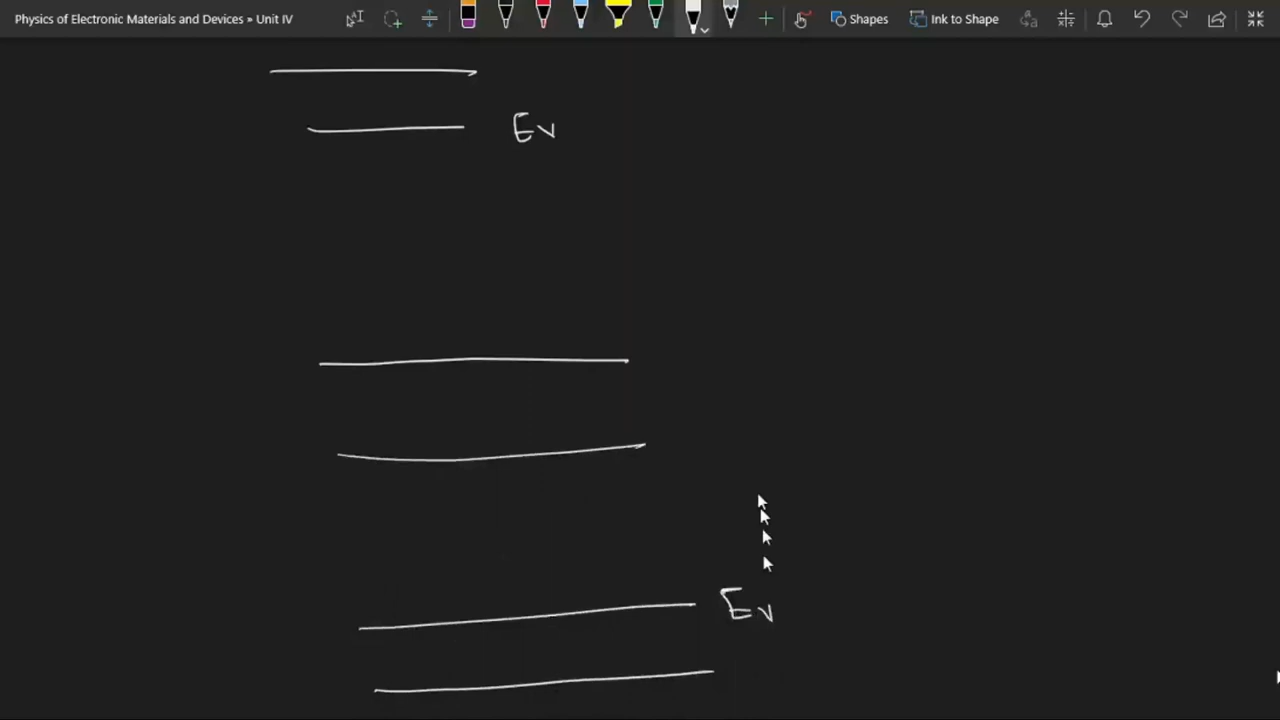 Physics of Electronic Materials and Devices » Unit IV
Shapes
Ink to Shape
Ev
Ev